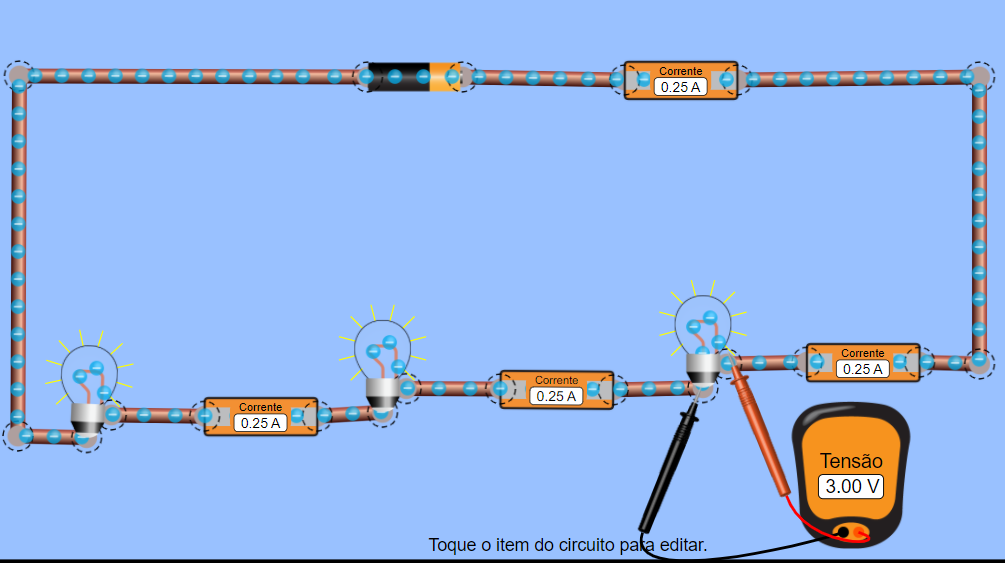 Corrente
0.25 A
Corrente
0.25 A
Corrente
0.25 A
Corrente
0.25 A
Tensão
3.00 V
Toque o item do circuito para editar.